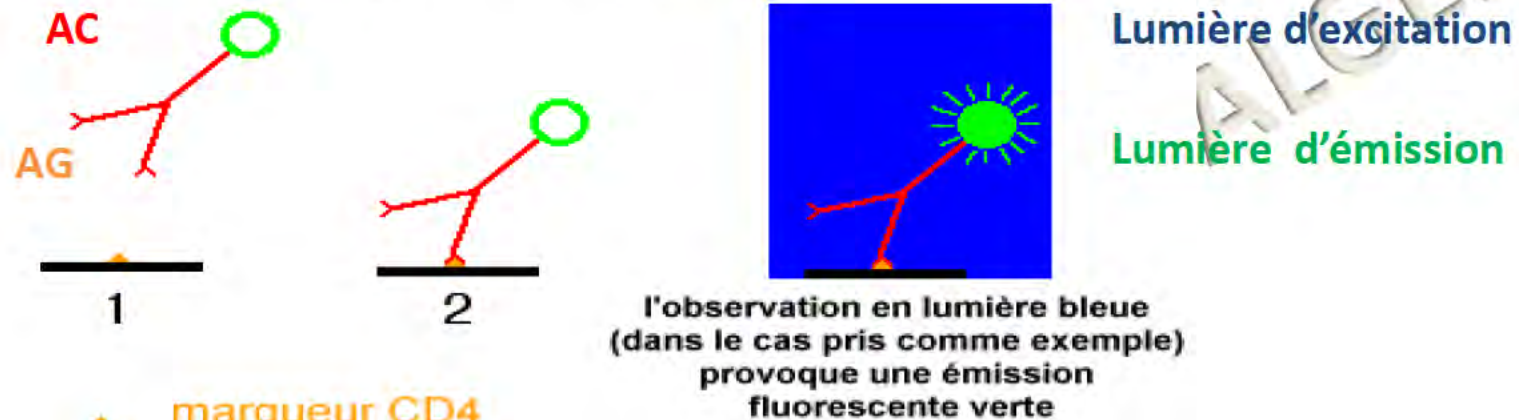 AC
Lumière d'excitation
AG
Lumière d'émission
1
2
l'observation en lumière bleue
(dans le cas pris comme exemple)
provoque une émission
fluorescente verte
marqueur CD4